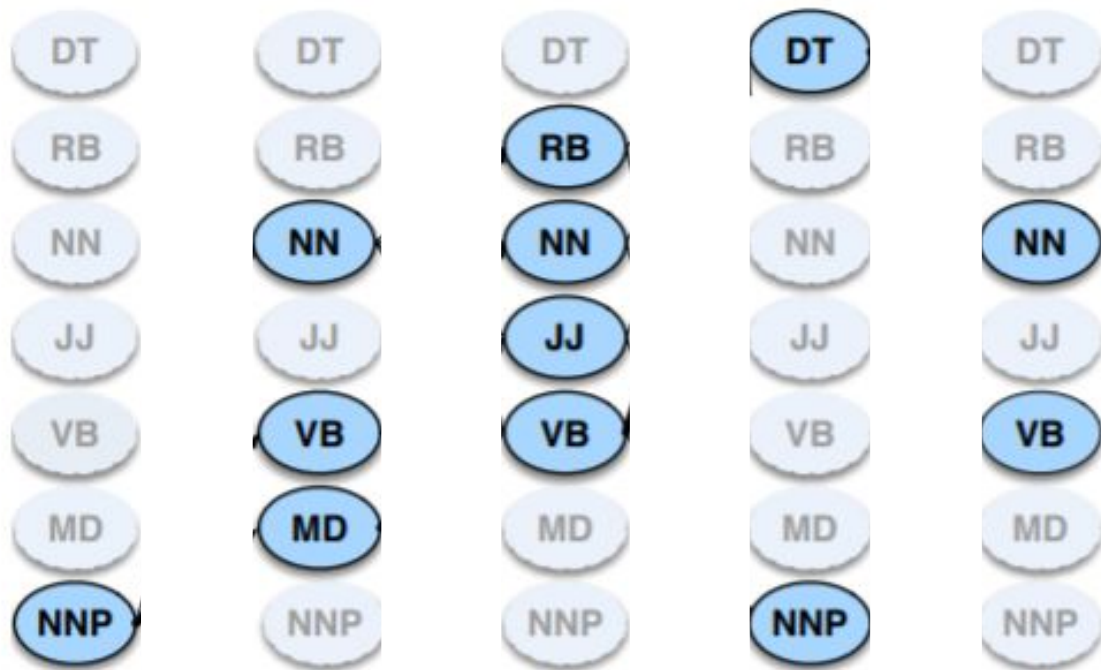 DT DT DT DT DT
RB RB RB RB RB
NN NN NN NN NN
JJ JJ JJ JJ JJ
VB VB VB VB VB
MD MD MD MD MD
NNP NNP NNP NNP NNP